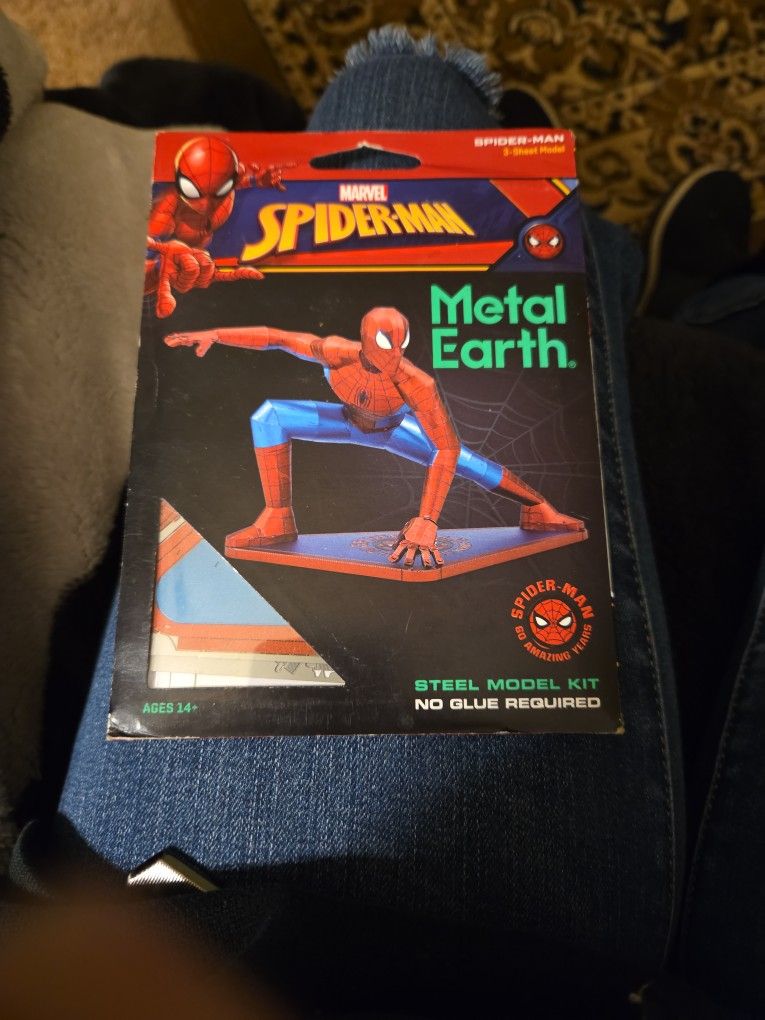 SPIDER-MAN
3-Sheet Model
MARVEL
SPIDER-MAN
Metal
Earth®
SPIDER-MAN
60 AMAZING YEARS
STEEL MODEL KIT
AGES 14+
NO GLUE REQUIRED